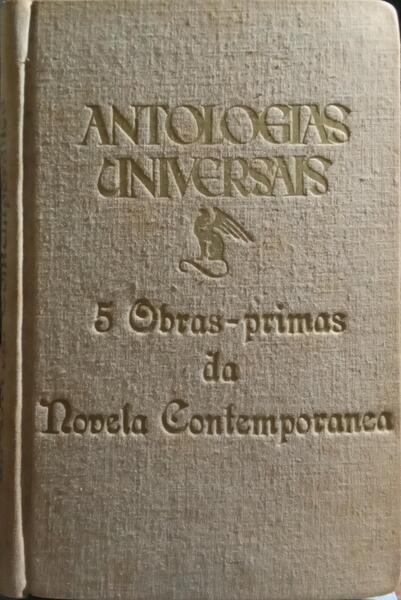 ANTOLOGIAS
UNIVERSAIS
5 Obras-primas
da
Novela Contemporanea